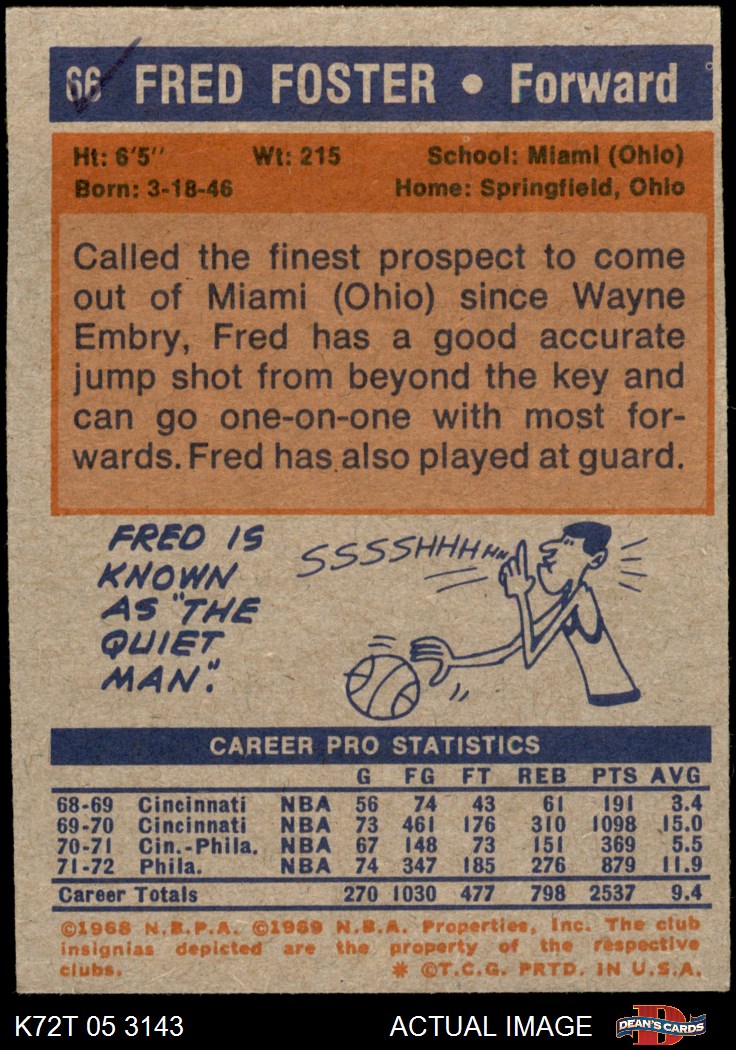 66 FRED FOSTER • Forward
Ht: 6'5'' Wt: 215 School: Miami (Ohio)
Born: 3-18-46 Home: Springfield, Ohio
Called the finest prospect to come
out of Miami (Ohio) since Wayne
Embry, Fred has a good accurate
jump shot from beyond the key and
can go one-on-one with most for-
wards. Fred has also played at guard.
FRED IS
KNOWN
AS "THE
QUIET
MAN".
SSSSHHHHHH
CAREER PRO STATISTICS
G FG FT REB PTS AVG
68-69 Cincinnati NBA 56 74 43 61 191 3.4
69-70 Cincinnati NBA 73 461 176 310 1098 15.0
70-71 Cin.-Phila. NBA 67 148 73 151 369 5.5
71-72 Phila. NBA 74 347 185 276 879 11.9
Career Totals 270 1030 477 798 2537 9.4
©1968 N.B.P.A. ©1969 N.B.A. Properties, Inc. The club
insignias depicted are the property of the respective
clubs. * ©T.C.G. PRTD. IN U.S.A.
K72T 05 3143 ACTUAL IMAGE D DEAN'S CARDS